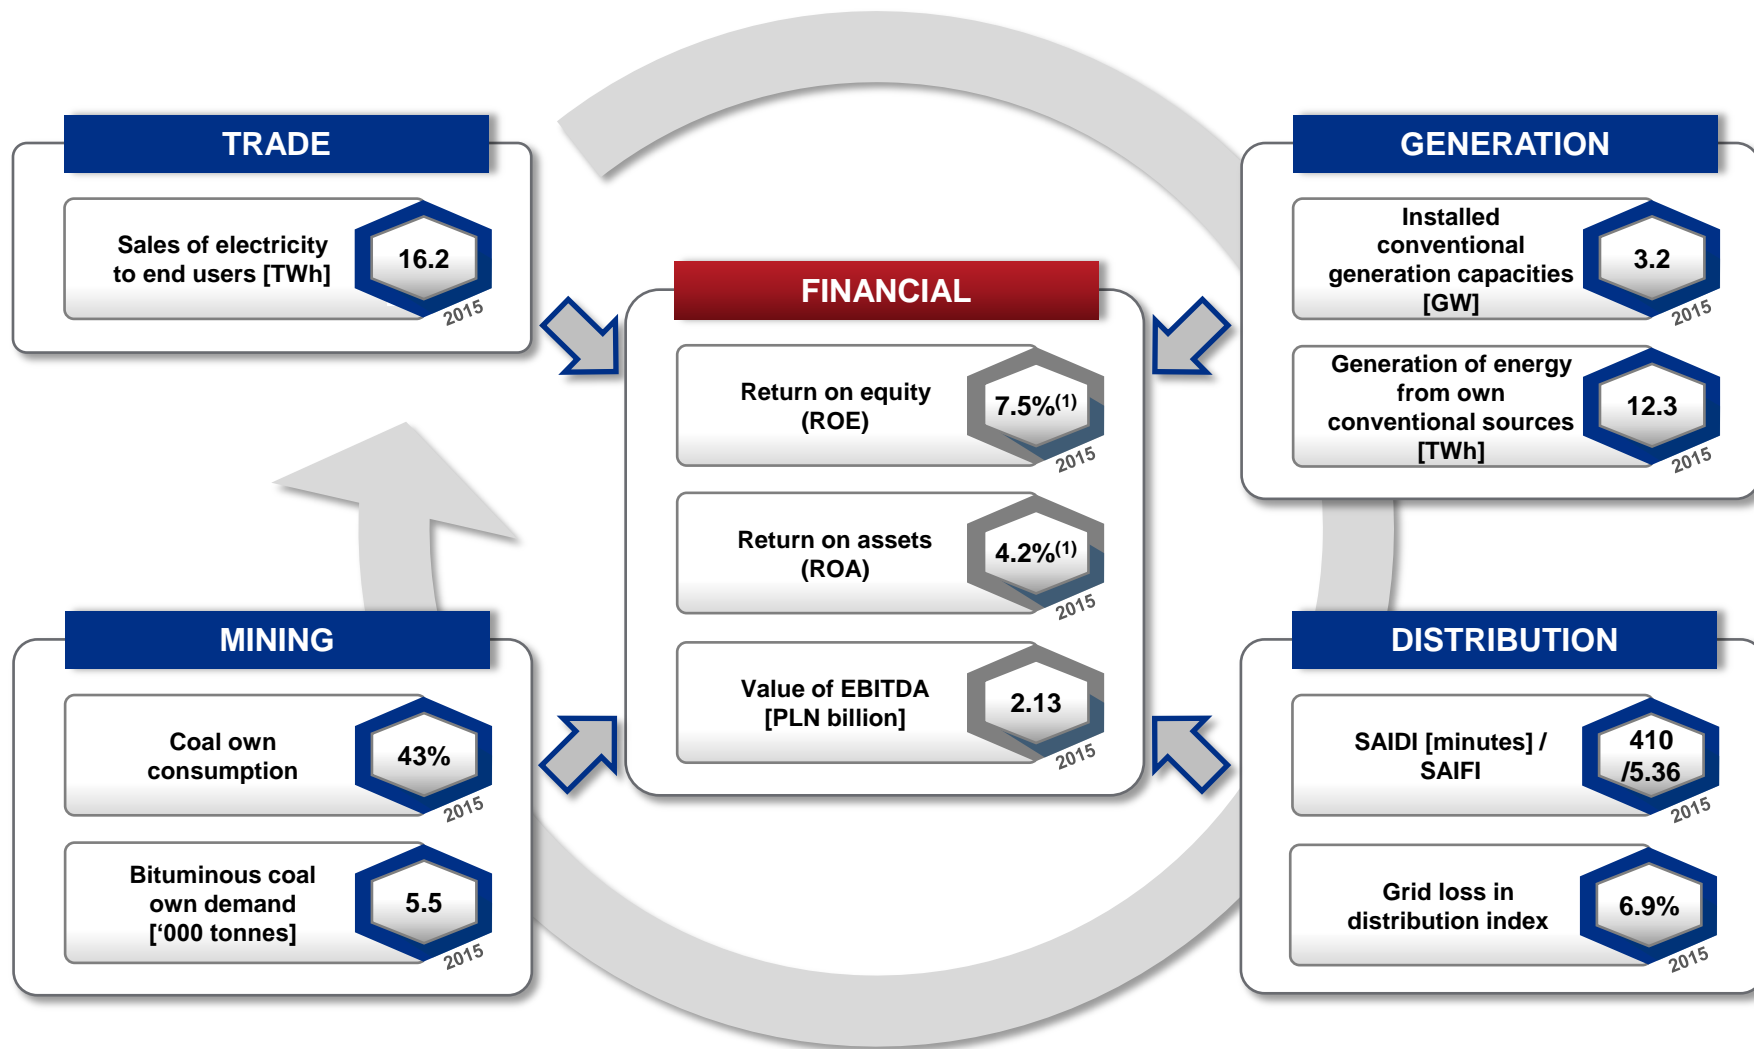 TRADE
Sales of electricity
to end users [TWh]
16.2
2015
GENERATION
Installed
conventional
generation capacities
[GW]
3.2
2015
Generation of energy
from own
conventional sources
[TWh]
12.3
2015
FINANCIAL
Return on equity
(ROE)
7.5%(1)
2015
Return on assets
(ROA)
4.2%(1)
2015
Value of EBITDA
[PLN billion]
2.13
2015
MINING
Coal own
consumption
43%
2015
Bituminous coal
own demand
[‘000 tonnes]
5.5
2015
DISTRIBUTION
SAIDI [minutes] /
SAIFI
410
/5.36
2015
Grid loss in
distribution index
6.9%
2015